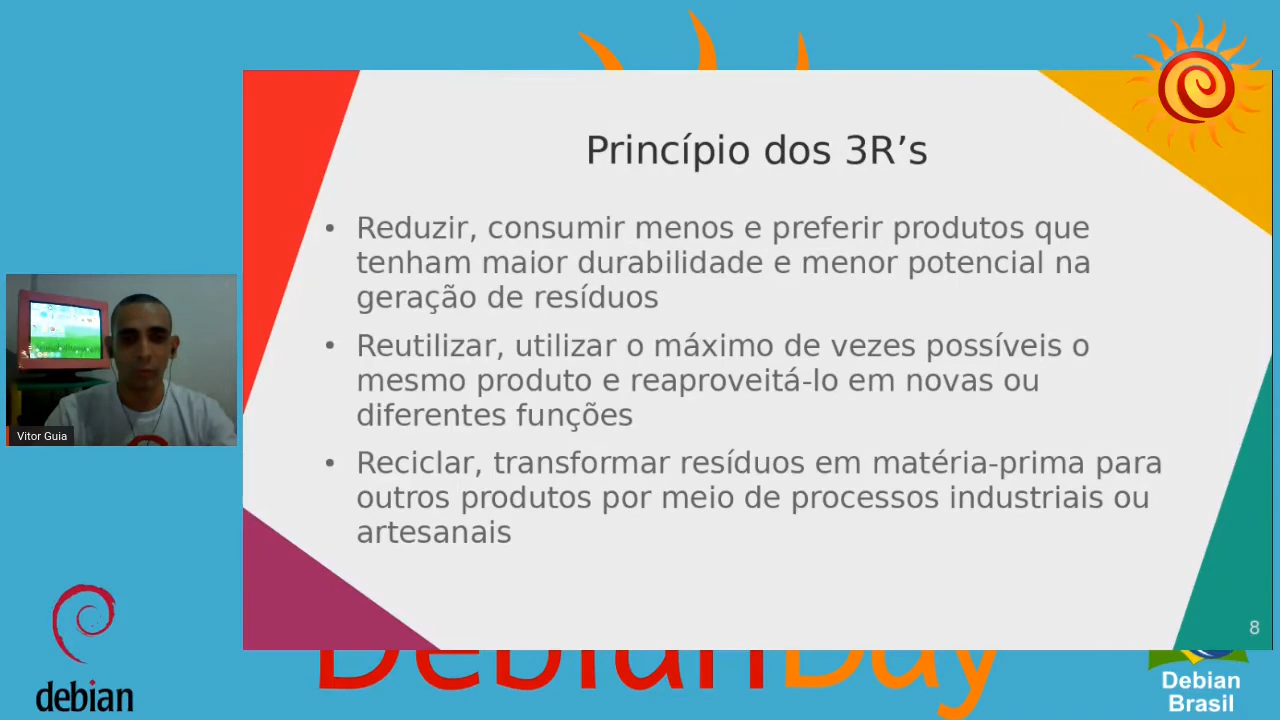 Princípio dos 3R’s
• Reduzir, consumir menos e preferir produtos que
tenham maior durabilidade e menor potencial na
geração de resíduos
• Reutilizar, utilizar o máximo de vezes possíveis o
mesmo produto e reaproveitá-lo em novas ou
diferentes funções
• Reciclar, transformar resíduos em matéria-prima para
outros produtos por meio de processos industriais ou
artesanais
8
Vitor Guia
debian
DebianDay
Debian
Brasil